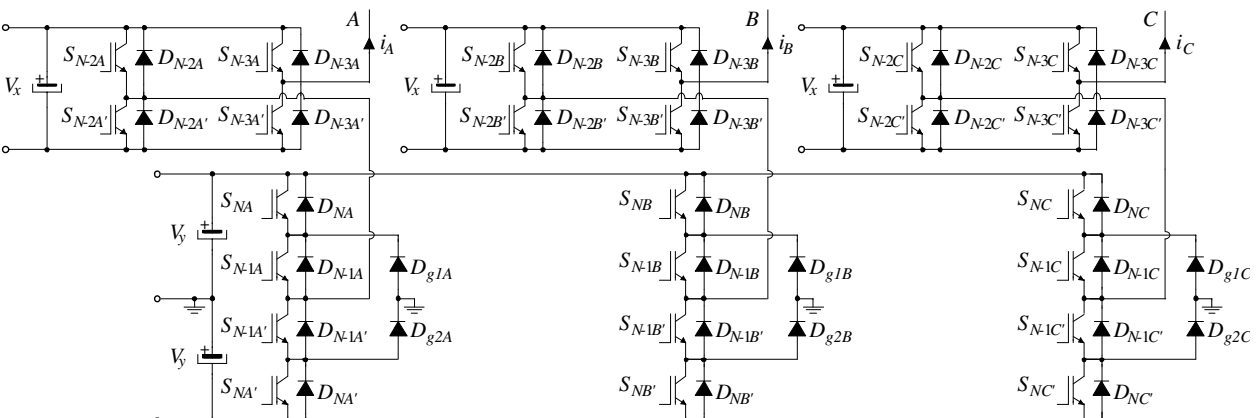 A B C
i_A i_B i_C
S_N-2A D_N-2A S_N-3A D_N-3A S_N-2B D_N-2B S_N-3B D_N-3B S_N-2C D_N-2C S_N-3C D_N-3C
V_x + V_x + V_x +
S_N-2A' D_N-2A' S_N-3A' D_N-3A' S_N-2B' D_N-2B' S_N-3B' D_N-3B' S_N-2C' D_N-2C' S_N-3C' D_N-3C'
S_NA D_NA S_NB D_NB S_NC D_NC
V_y +
S_N-1A D_N-1A D_g1A S_N-1B D_N-1B D_g1B S_N-1C D_N-1C D_g1C
S_N-1A' D_N-1A' D_g2A S_N-1B' D_N-1B' D_g2B S_N-1C' D_N-1C' D_g2C
V_y +
S_NA' D_NA' S_NB' D_NB' S_NC' D_NC'